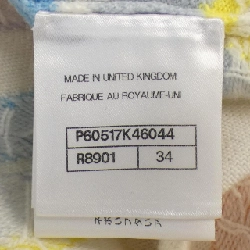 MADE IN UNITED KINGDOM
FABRIQUE AU ROYAUME-UNI
P60517K46044
R8901 34